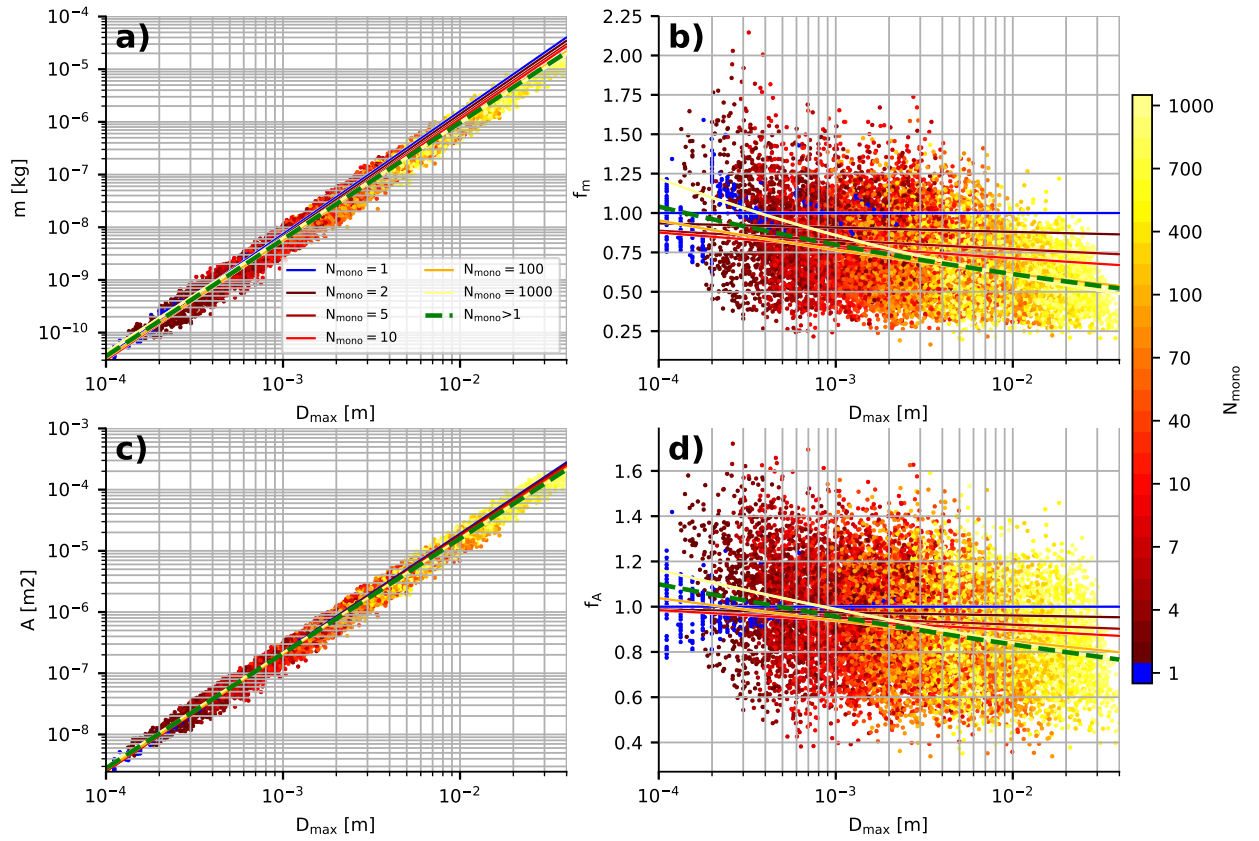 a)
10⁻⁴
10⁻⁵
10⁻⁶
10⁻⁷
10⁻⁸
10⁻⁹
10⁻¹⁰
m [kg]
N_mono = 1
N_mono = 2
N_mono = 5
N_mono = 10
N_mono = 100
N_mono = 1000
N_mono>1
10⁻⁴ 10⁻³ 10⁻²
D_max [m]
b)
2.25
2.00
1.75
1.50
1.25
1.00
0.75
0.50
0.25
f_m
10⁻⁴ 10⁻³ 10⁻²
D_max [m]
c)
10⁻³
10⁻⁴
10⁻⁵
10⁻⁶
10⁻⁷
10⁻⁸
A [m2]
10⁻⁴ 10⁻³ 10⁻²
D_max [m]
d)
1.6
1.4
1.2
1.0
0.8
0.6
0.4
f_A
10⁻⁴ 10⁻³ 10⁻²
D_max [m]
1000
700
400
100
70
40
10
7
4
1
N_mono